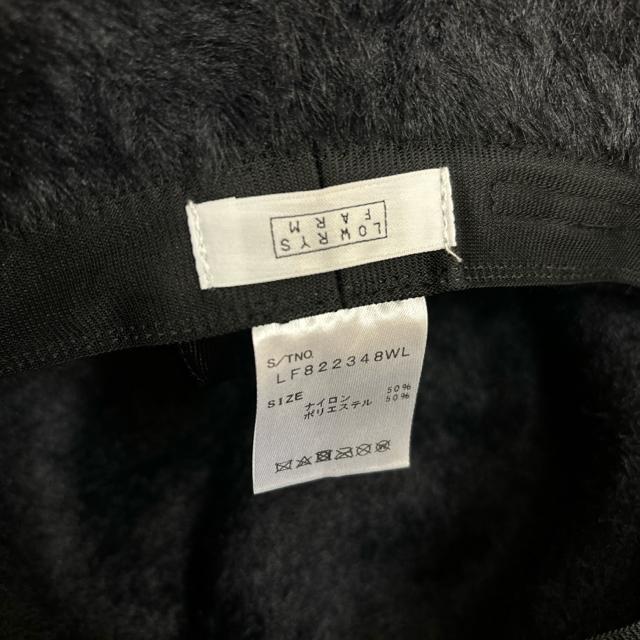 LOWRYS
FARM
S/TNO.
LF822348WL
SIZE
ナイロン 50%
ポリエステル 50%